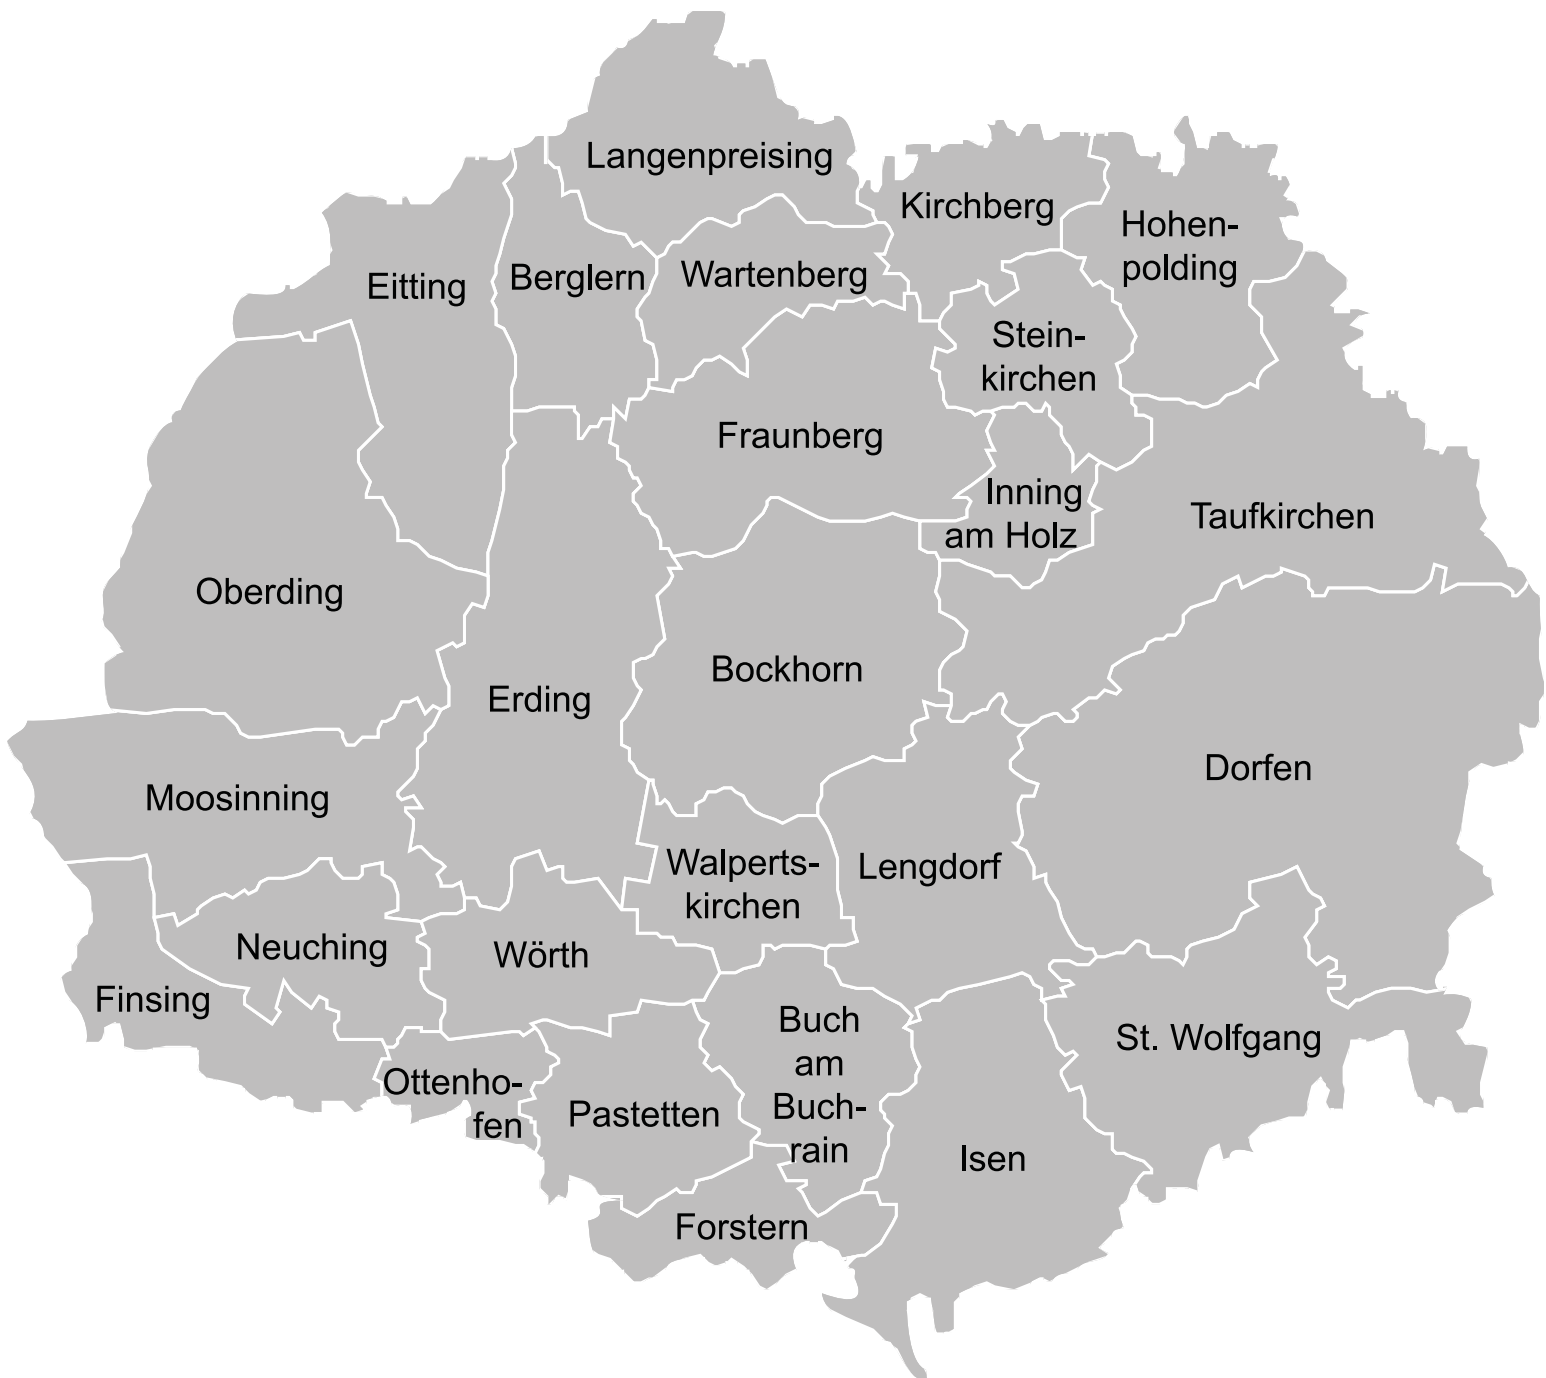 Langenpreising
Kirchberg
Hohen-
polding
Eitting
Berglern
Wartenberg
Stein-
kirchen
Fraunberg
Inning
am Holz
Taufkirchen
Oberding
Bockhorn
Erding
Dorfen
Moosinning
Walperts-
kirchen
Lengdorf
Neuching
Wörth
Finsing
Buch
am
Buch-
rain
St. Wolfgang
Ottenho-
fen
Pastetten
Isen
Forstern